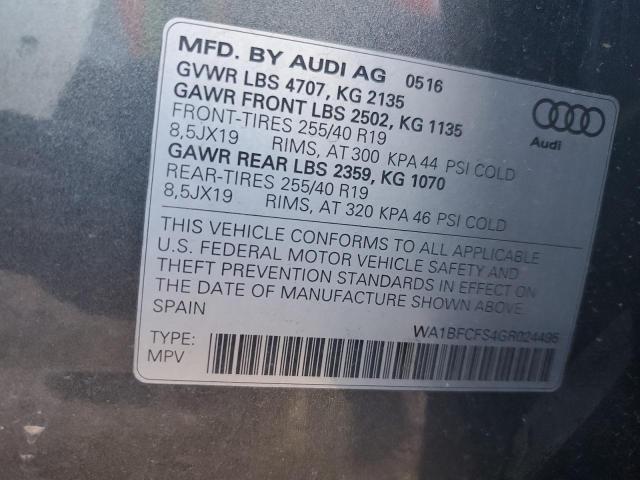 MFD. BY AUDI AG 0516
GVWR LBS 4707, KG 2135
GAWR FRONT LBS 2502, KG 1135
FRONT-TIRES 255/40 R19
8,5JX19 RIMS, AT 300 KPA 44 PSI COLD
GAWR REAR LBS 2359, KG 1070
REAR-TIRES 255/40 R19
8,5JX19 RIMS, AT 320 KPA 46 PSI COLD
Audi
THIS VEHICLE CONFORMS TO ALL APPLICABLE
U.S. FEDERAL MOTOR VEHICLE SAFETY AND
THEFT PREVENTION STANDARDS IN EFFECT ON
THE DATE OF MANUFACTURE SHOWN ABOVE.
SPAIN
WA1BFCFS4GR024495
TYPE:
MPV